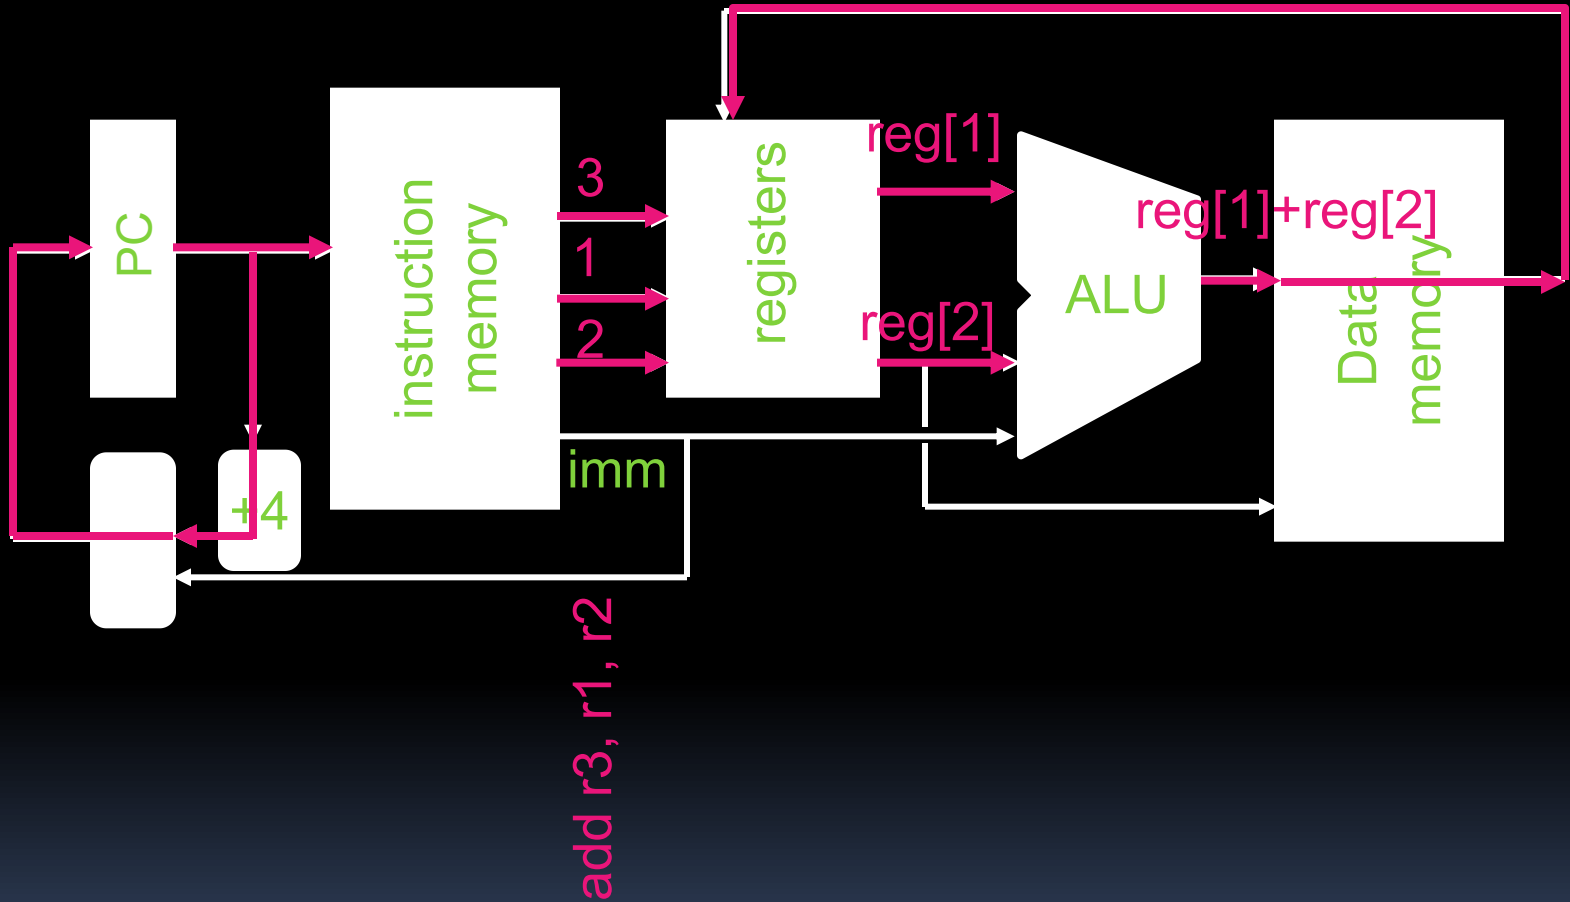 PC
+4
instruction
memory
3
1
2
imm
registers
reg[1]
reg[2]
ALU
reg[1]+reg[2]
Data
memory
add r3, r1, r2